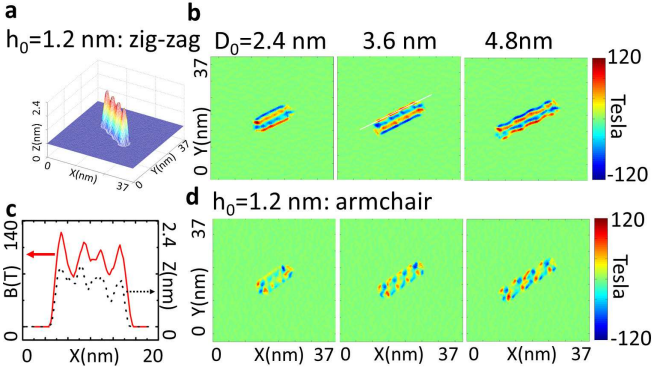 a
h₀=1.2 nm: zig-zag
2.4
0
Z(nm)
0
X(nm)
37
0
Y(nm)
37
b
D₀=2.4 nm 3.6 nm 4.8nm
37
Y(nm)
0
120
Tesla
-120
c
140
B(T)
0
2.4
Z(nm)
0
0 X(nm) 20
d h₀=1.2 nm: armchair
37
Y(nm)
0
0 X(nm) 37
0 X(nm) 37
0 X(nm) 37
120
Tesla
-120